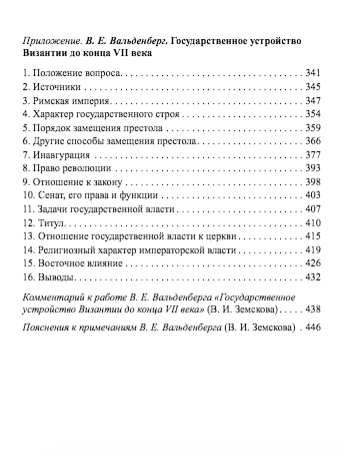 Приложение. В. Е. Вальденберг. Государственное устройство
Византии до конца VII века
1. Положение вопроса. . . . . . . . . . . . . . . . . . . . . . . . . . . . . . . . 341
2. Источники . . . . . . . . . . . . . . . . . . . . . . . . . . . . . . . . . . . . . . . 345
3. Римская империя. . . . . . . . . . . . . . . . . . . . . . . . . . . . . . . . . . 347
4. Характер государственного строя . . . . . . . . . . . . . . . . . . . 354
5. Порядок замещения престола . . . . . . . . . . . . . . . . . . . . . . . 359
6. Другие способы замещения престола. . . . . . . . . . . . . . . . 366
7. Инавгурация . . . . . . . . . . . . . . . . . . . . . . . . . . . . . . . . . . . . . 377
8. Право революции . . . . . . . . . . . . . . . . . . . . . . . . . . . . . . . . . 393
9. Отношение к закону . . . . . . . . . . . . . . . . . . . . . . . . . . . . . . . 398
10. Сенат, его права и функции . . . . . . . . . . . . . . . . . . . . . . . . 403
11. Задачи государственной власти . . . . . . . . . . . . . . . . . . . . 407
12. Титул. . . . . . . . . . . . . . . . . . . . . . . . . . . . . . . . . . . . . . . . . . . 410
13. Отношение государственной власти к церкви . . . . . . . . 415
14. Религиозный характер императорской власти . . . . . . . 419
15. Восточное влияние . . . . . . . . . . . . . . . . . . . . . . . . . . . . . . . 426
16. Выводы . . . . . . . . . . . . . . . . . . . . . . . . . . . . . . . . . . . . . . . . . 432
Комментарий к работе В. Е. Вальденберга «Государственное
устройство Византии до конца VII века» (В. И. Земскова). . . . . 438
Пояснения к примечаниям В. Е. Вальденберга (В. И. Земскова) . 446